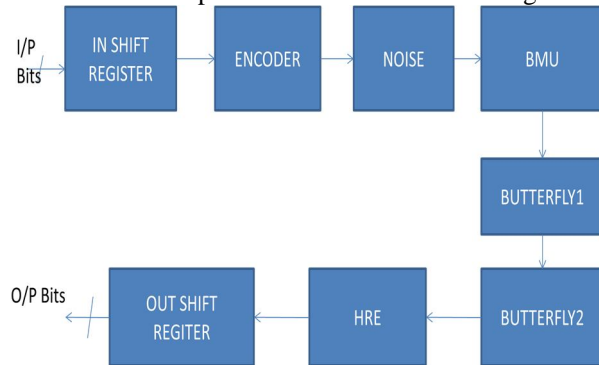 I/P
Bits
IN SHIFT
REGISTER
ENCODER
NOISE
BMU
BUTTERFLY1
BUTTERFLY2
HRE
OUT SHIFT
REGITER
O/P Bits